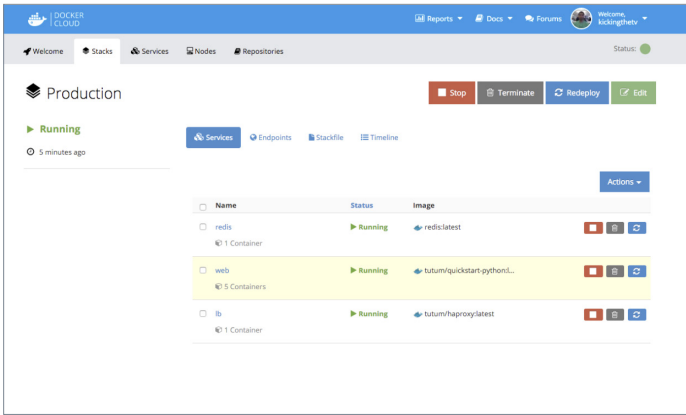 DOCKER
CLOUD
Reports
Docs
Forums
Welcome,
kickingthetv
Welcome
Stacks
Services
Nodes
Repositories
Status:
Production
Stop
Terminate
Redeploy
Edit
Running
5 minutes ago
Services
Endpoints
Stackfile
Timeline
Actions
Name Status Image
redis Running redis:latest
1 Container
web Running tutum/quickstart-python:l...
5 Containers
lb Running tutum/haproxy:latest
1 Container